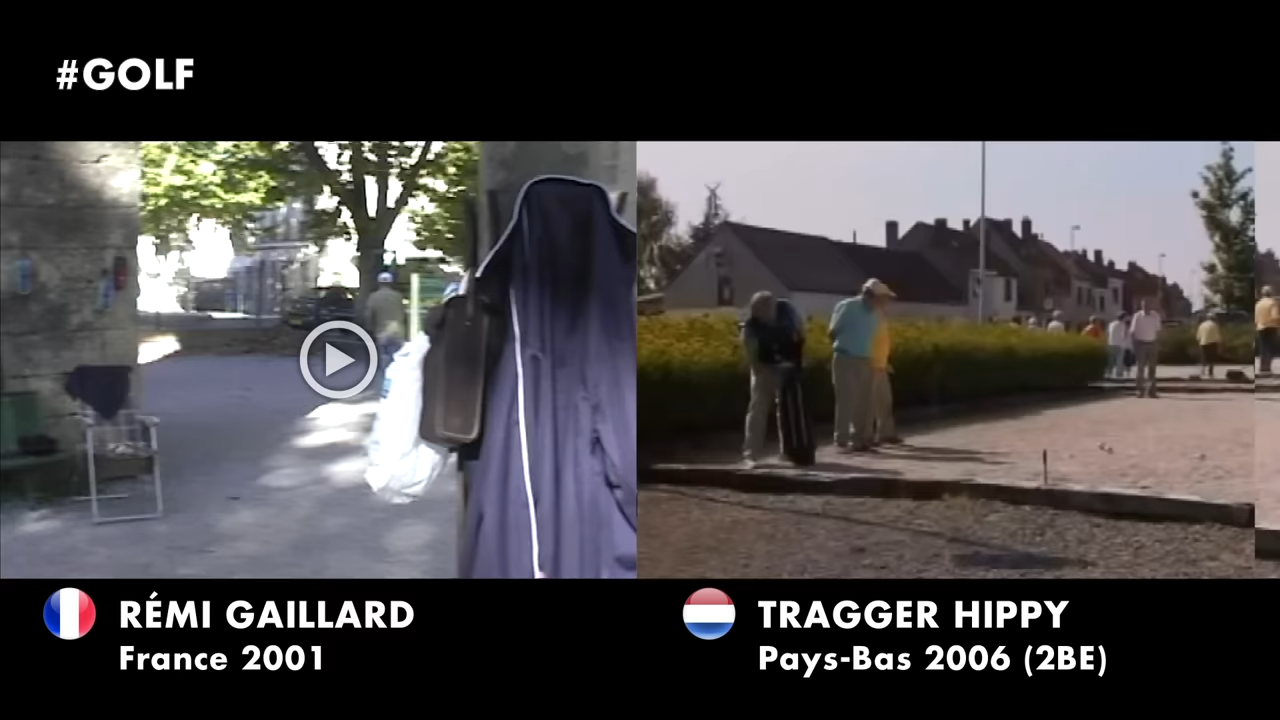 #GOLF
RÉMI GAILLARD
France 2001
TRAGGER HIPPY
Pays-Bas 2006 (2BE)